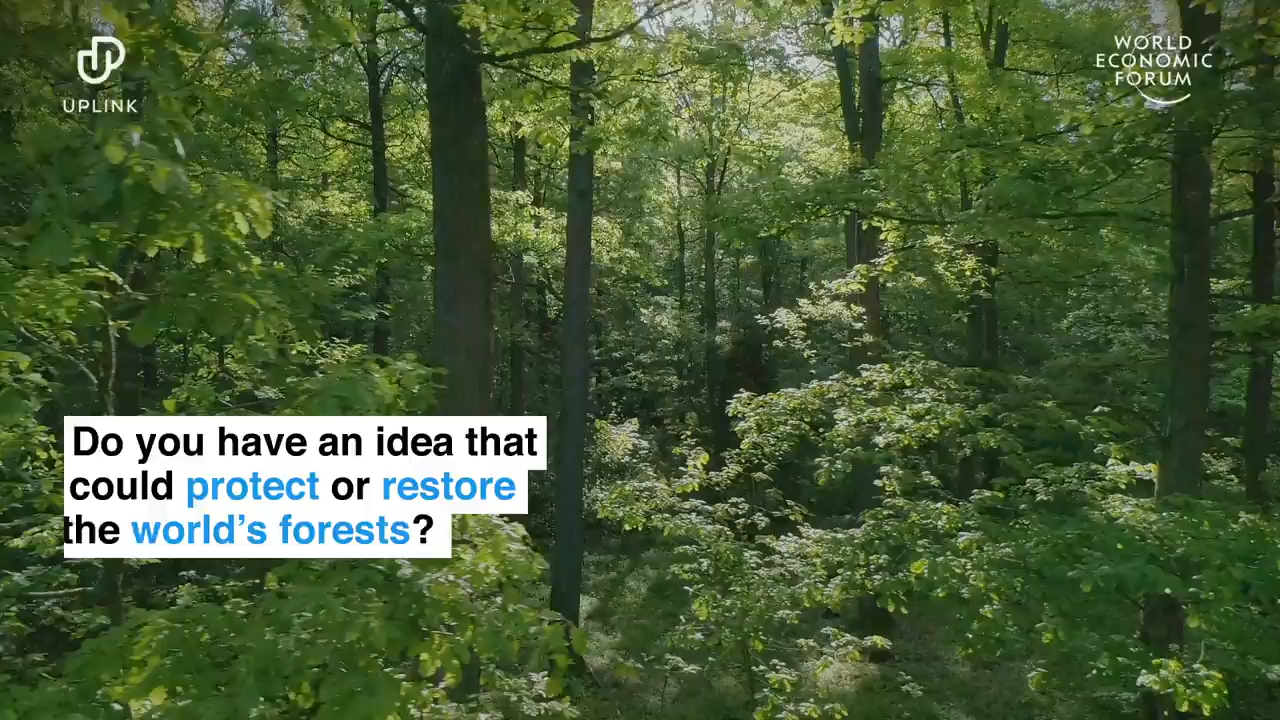 UPLINK
WORLD
ECONOMIC
FORUM
Do you have an idea that
could protect or restore
the world's forests?